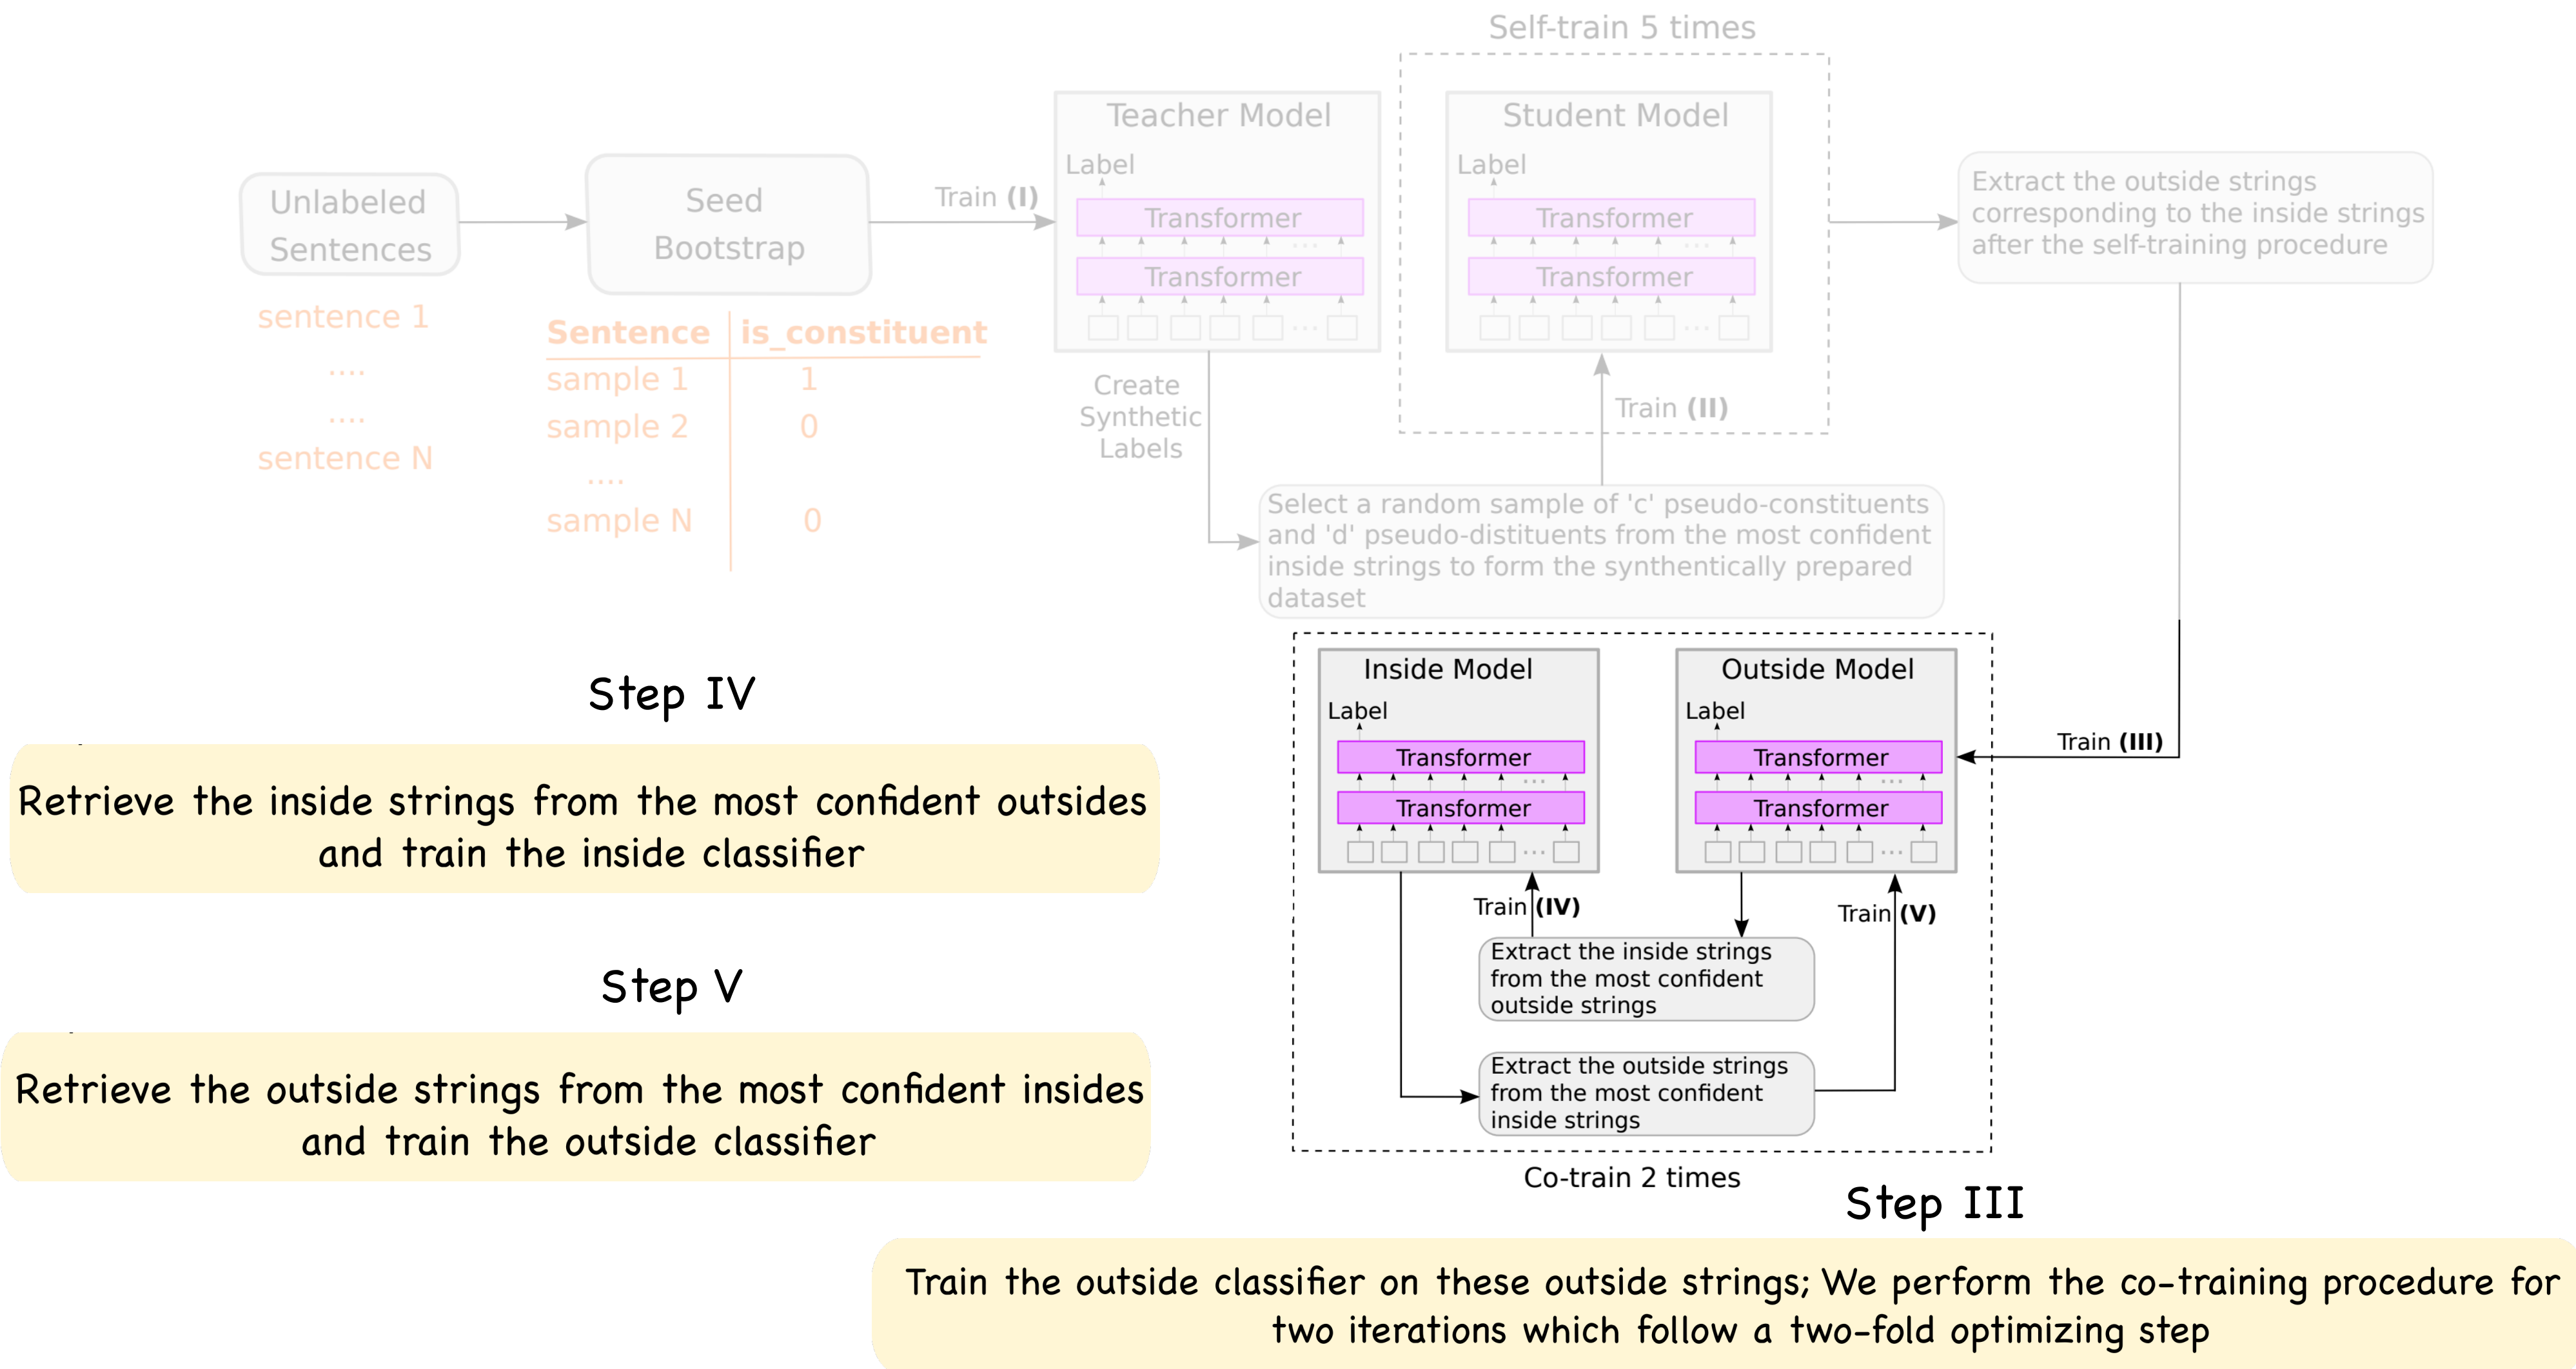 Self-train 5 times
Teacher Model
Student Model
Label
Label
Unlabeled
Sentences
Seed
Bootstrap
Train (I)
Transformer
Transformer
...
Transformer
Transformer
...
Extract the outside strings
corresponding to the inside strings
after the self-training procedure
sentence 1
....
....
sentence N
Sentence is_constituent
sample 1 1
sample 2 0
....
sample N 0
...
...
Create
Synthetic
Labels
Train (II)
Select a random sample of 'c' pseudo-constituents
and 'd' pseudo-distituents from the most confident
inside strings to form the synthentically prepared
dataset
Step IV
Retrieve the inside strings from the most confident outsides
and train the inside classifier
Step V
Retrieve the outside strings from the most confident insides
and train the outside classifier
Inside Model
Outside Model
Label
Label
Transformer
Transformer
...
Transformer
Transformer
...
...
...
Train (III)
Train (IV)
Train (V)
Extract the inside strings
from the most confident
outside strings
Extract the outside strings
from the most confident
inside strings
Co-train 2 times
Step III
Train the outside classifier on these outside strings; We perform the co-training procedure for
two iterations which follow a two-fold optimizing step